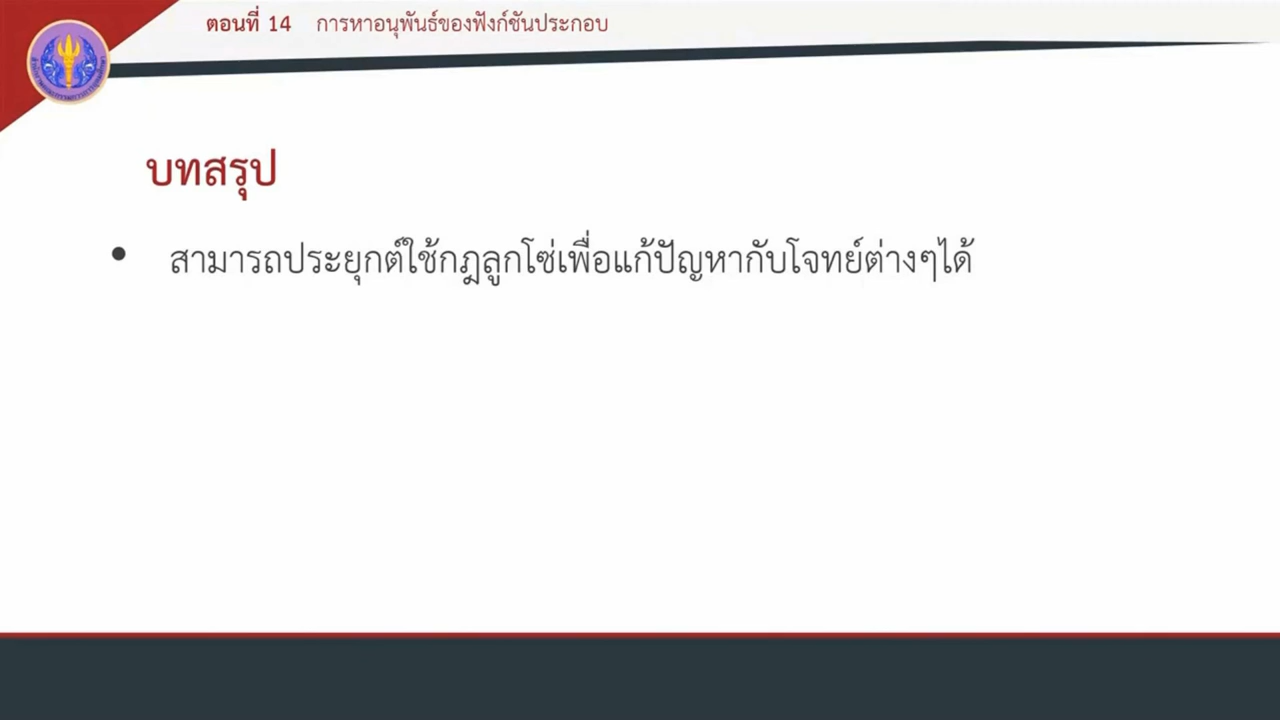 ตอนที่ 14 การหาอนุพันธ์ของฟังก์ชันประกอบ
บทสรุป
• สามารถประยุกต์ใช้กฎลูกโซ่เพื่อแก้ปัญหากับโจทย์ต่างๆได้